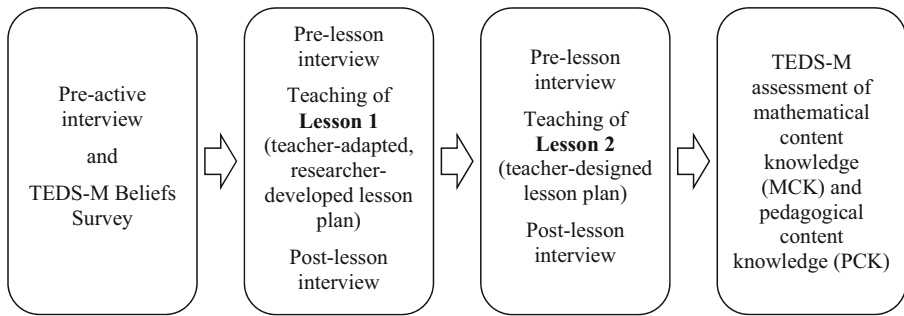 Pre-active
interview
and
TEDS-M Beliefs
Survey
Pre-lesson
interview
Teaching of
Lesson 1
(teacher-adapted,
researcher-
developed lesson
plan)
Post-lesson
interview
Pre-lesson
interview
Teaching of
Lesson 2
(teacher-designed
lesson plan)
Post-lesson
interview
TEDS-M
assessment of
mathematical
content
knowledge
(MCK) and
pedagogical
content
knowledge (PCK)